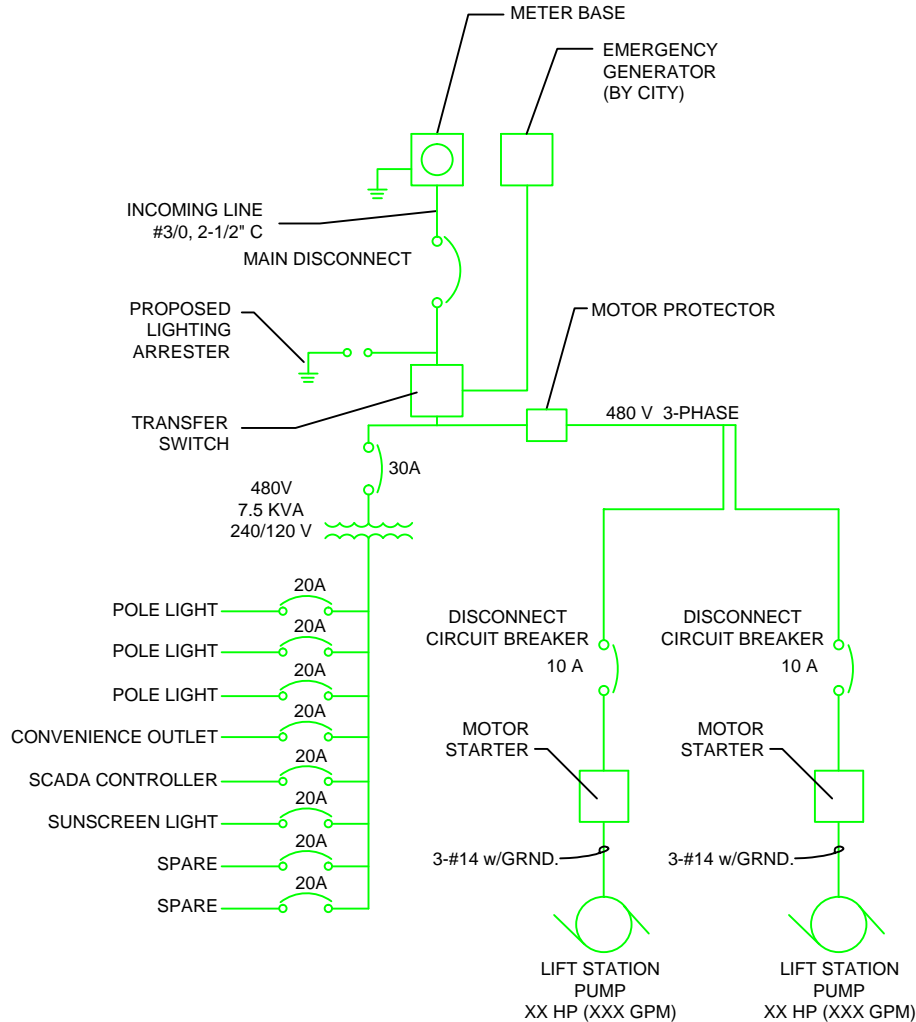 METER BASE
EMERGENCY
GENERATOR
(BY CITY)
INCOMING LINE
#3/0, 2-1/2" C
MAIN DISCONNECT
PROPOSED
LIGHTING
ARRESTER
MOTOR PROTECTOR
TRANSFER
SWITCH
480 V 3-PHASE
30A
480V
7.5 KVA
240/120 V
20A
POLE LIGHT
20A
POLE LIGHT
20A
POLE LIGHT
20A
CONVENIENCE OUTLET
20A
SCADA CONTROLLER
20A
SUNSCREEN LIGHT
20A
SPARE
20A
SPARE
DISCONNECT
CIRCUIT BREAKER
10 A
MOTOR
STARTER
3-#14 w/GRND.
LIFT STATION
PUMP
XX HP (XXX GPM)
DISCONNECT
CIRCUIT BREAKER
10 A
MOTOR
STARTER
3-#14 w/GRND.
LIFT STATION
PUMP
XX HP (XXX GPM)